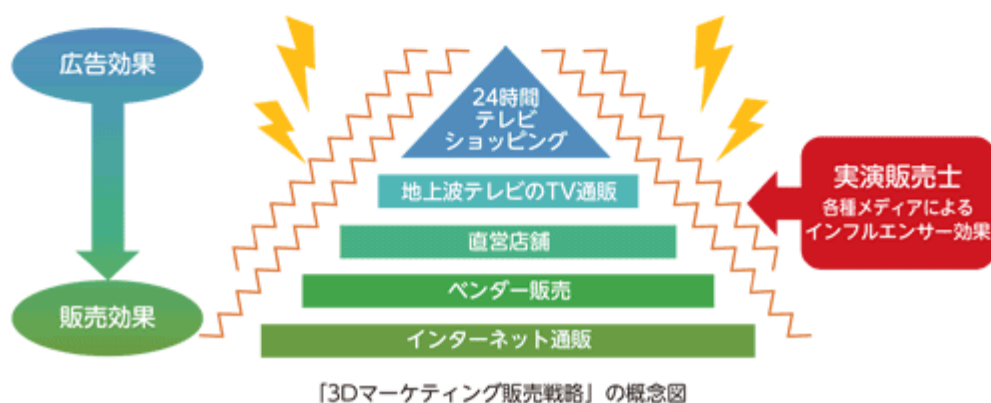 広告効果
24時間
テレビ
ショッピング
地上波テレビのTV通販
直営店舗
ベンダー販売
インターネット通販
販売効果
実演販売士
各種メディアによる
インフルエンサー効果
「3Dマーケティング販売戦略」の概念図